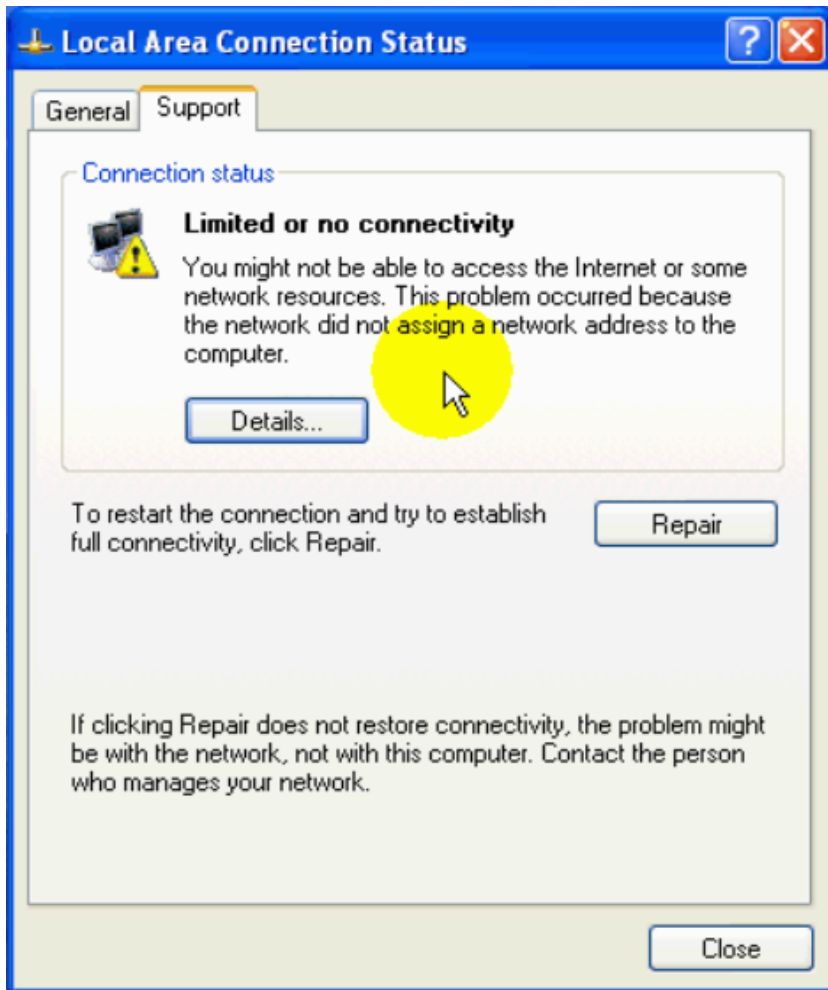 Local Area Connection Status
General
Support
Connection status
Limited or no connectivity
You might not be able to access the Internet or some
network resources. This problem occurred because
the network did not assign a network address to the
computer.
Details...
To restart the connection and try to establish
full connectivity, click Repair.
Repair
If clicking Repair does not restore connectivity, the problem might
be with the network, not with this computer. Contact the person
who manages your network.
Close